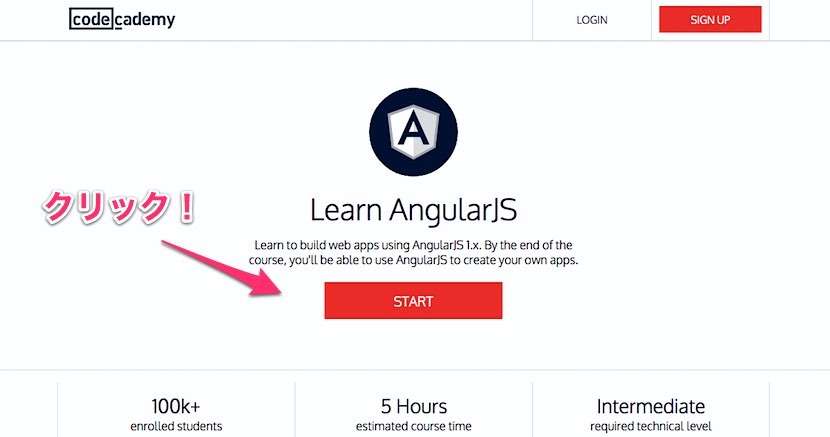 codecademy
LOGIN
SIGN UP
A
クリック！
Learn AngularJS
Learn to build web apps using AngularJS 1.x. By the end of the
course, you'll be able to use AngularJS to create your own apps.
START
100k+
enrolled students
5 Hours
estimated course time
Intermediate
required technical level